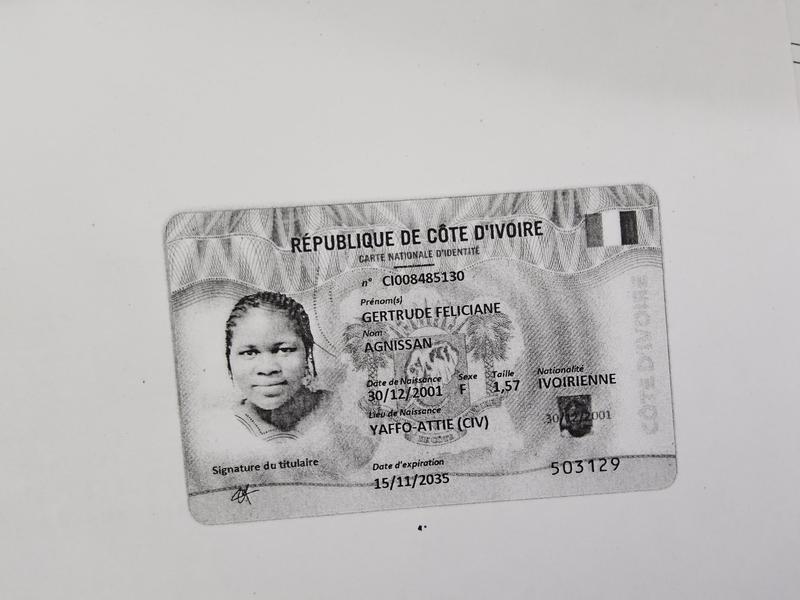 RÉPUBLIQUE DE CÔTE D'IVOIRE
CARTE NATIONALE D'IDENTITÉ
n° CI008485130
Prénom(s)
GERTRUDE FELICIANE
Nom
AGNISSAN
Date de Naissance Sexe Taille Nationalité
30/12/2001 F 1,57 IVOIRIENNE
Lieu de Naissance
YAFFO-ATTIE (CIV)
30/12/2001
Signature du titulaire
Date d'expiration
15/11/2035
503129
CÔTE D'IVOIRE